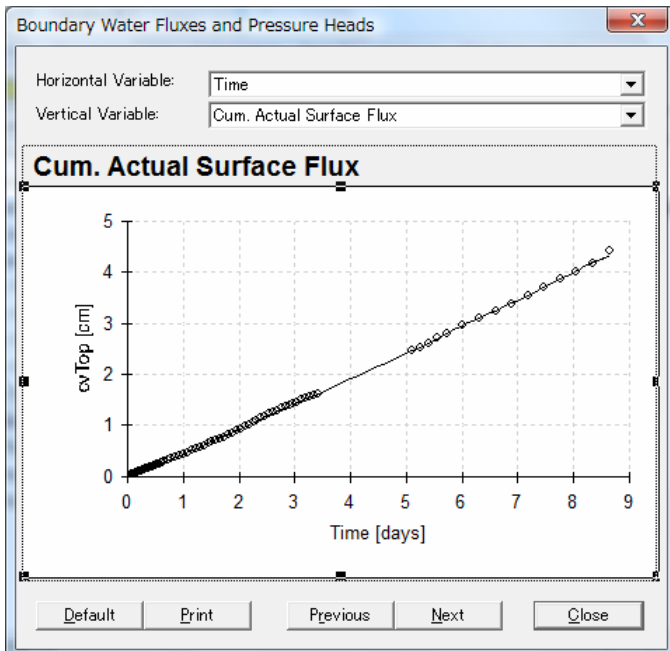 Boundary Water Fluxes and Pressure Heads
Horizontal Variable: Time
Vertical Variable: Cum. Actual Surface Flux
Cum. Actual Surface Flux
5
4
3
2
1
0
cvTop [cm]
0 1 2 3 4 5 6 7 8 9
Time [days]
Default Print Previous Next Close